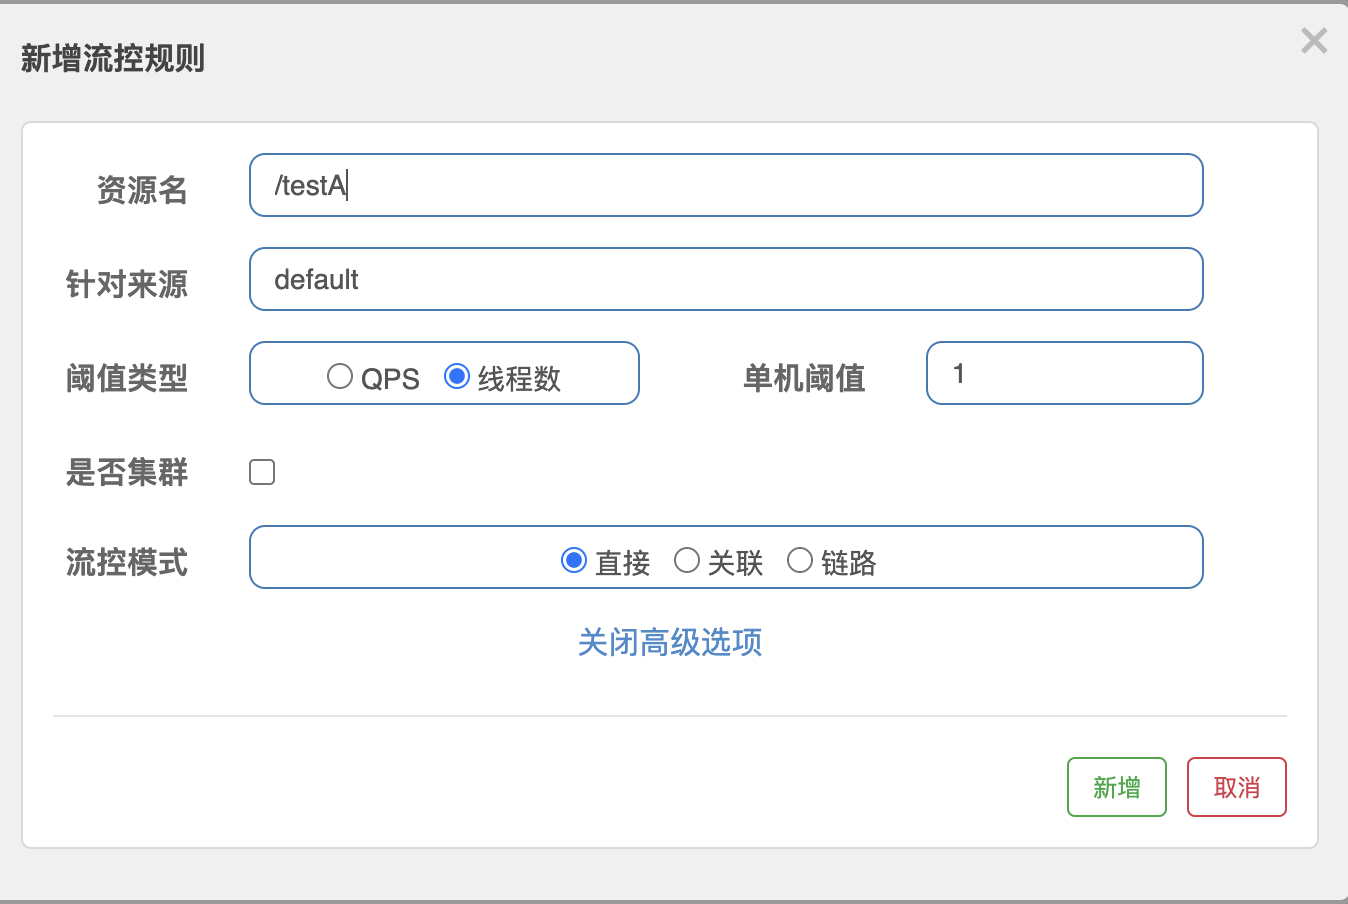 新增流控规则
资源名 /testA
针对来源 default
阈值类型 QPS 线程数 单机阈值 1
是否集群
流控模式 直接 关联 链路
关闭高级选项
新增 取消